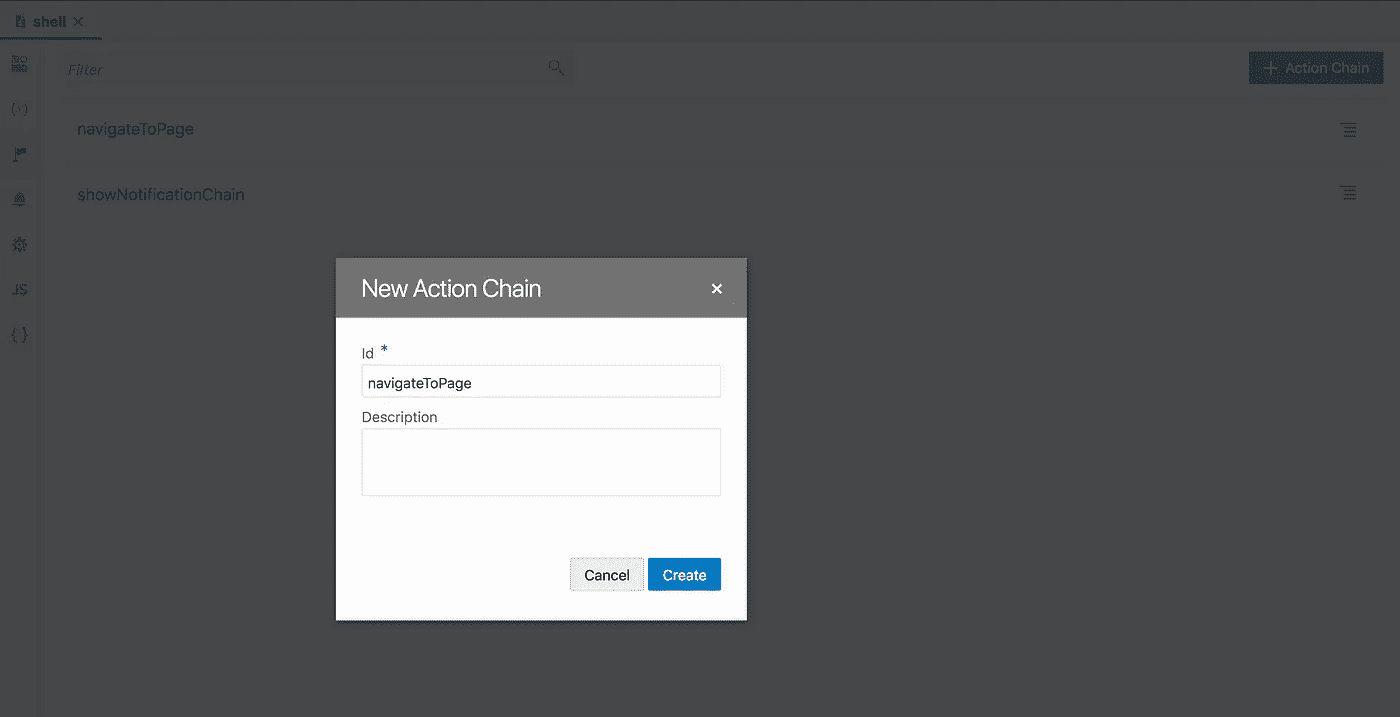 shell
Filter
+ Action Chain
navigateToPage
showNotificationChain
New Action Chain
Id *
navigateToPage
Description
Cancel
Create
JS